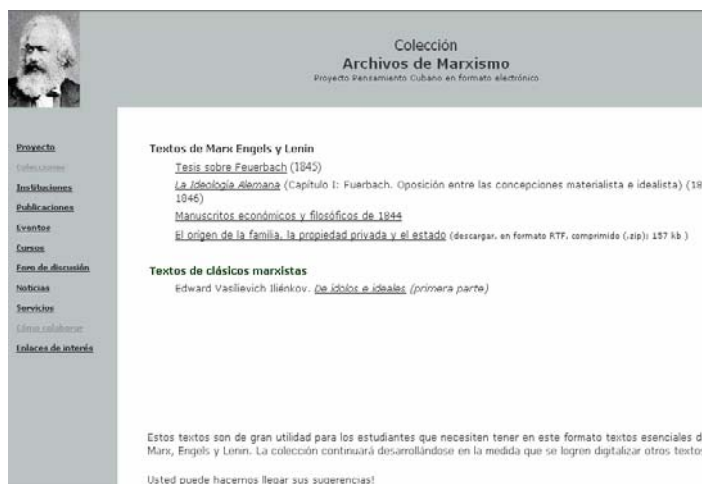 Colección
Archivos de Marxismo
Proyecto Pensamiento Cubano en formato electrónico
Proyecto
Colecciones
Instituciones
Publicaciones
Eventos
Cursos
Foro de discusión
Noticias
Servicios
Cómo colaborar
Enlaces de interés
Textos de Marx Engels y Lenin
Tesis sobre Feuerbach (1845)
La Ideología Alemana (Capítulo I: Fuerbach. Oposición entre las concepciones materialista e idealista) (18
1846)
Manuscritos económicos y filosóficos de 1844
El origen de la familia, la propiedad privada y el estado (descargar, en formato RTF, comprimido (.zip): 157 kb )
Textos de clásicos marxistas
Edward Vasílievich Iliénkov. De ídolos e ideales (primera parte)
Estos textos son de gran utilidad para los estudiantes que necesiten tener en este formato textos esenciales d
Marx, Engels y Lenin. La colección continuará desarrollándose en la medida que se logren digitalizar otros texto
Usted puede hacernos llegar sus sugerencias!